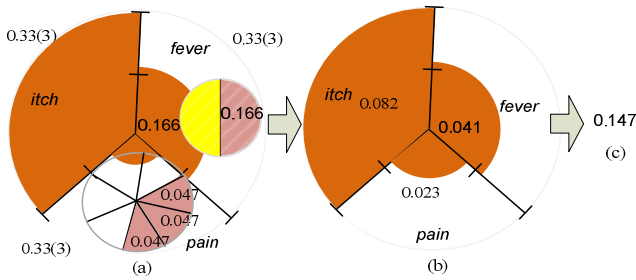 0.33(3)
fever
0.33(3)
itch
0.166
0.166
0.047
0.047
0.047
0.33(3)
pain
(a)
itch
0.082
fever
0.041
0.023
pain
(b)
0.147
(c)